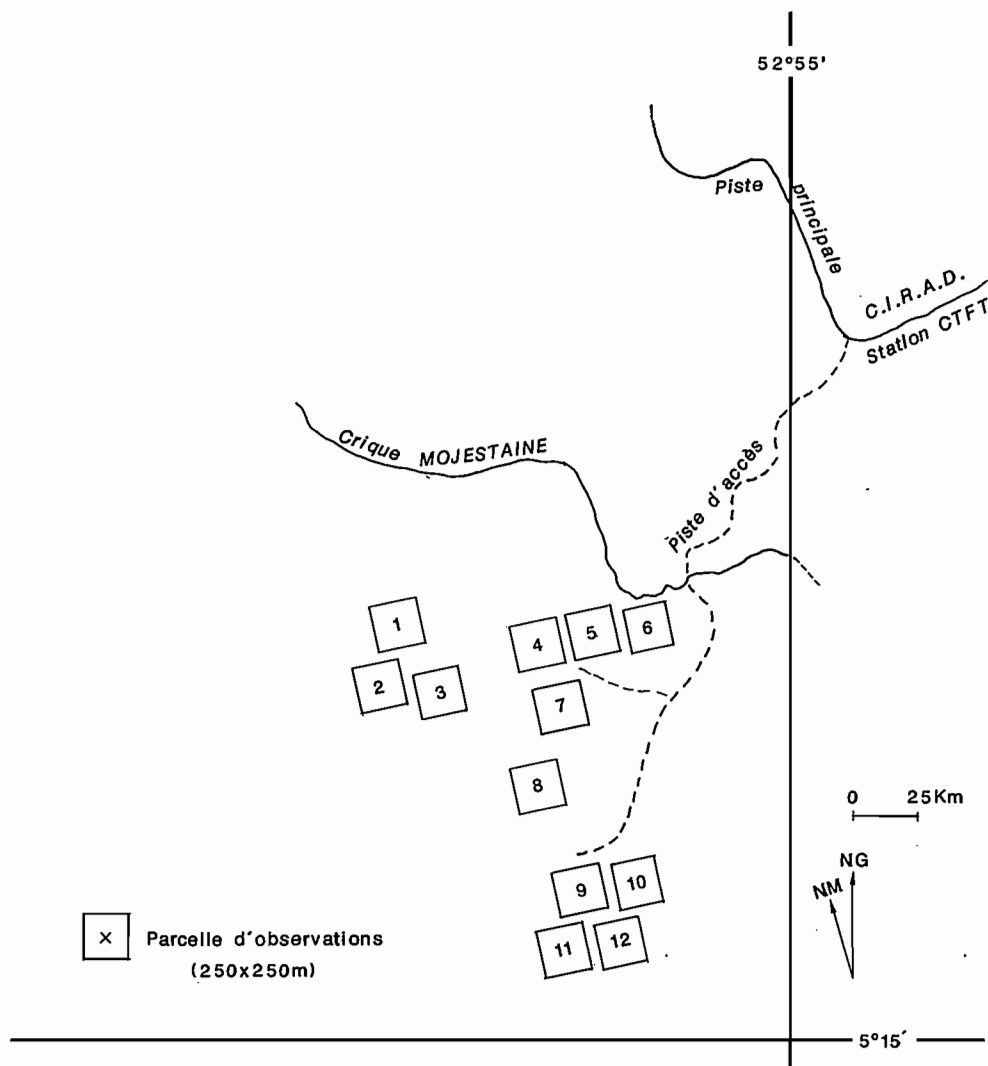 52°55'
Piste principale
C.I.R.A.D.
Station CTFT
Crique MOJESTAINE
Piste d'accès
1
4
5
6
2
3
7
8
0 25Km
NM
NG
9
10
11
12
x Parcelle d'observations
(250x250m)
5°15'